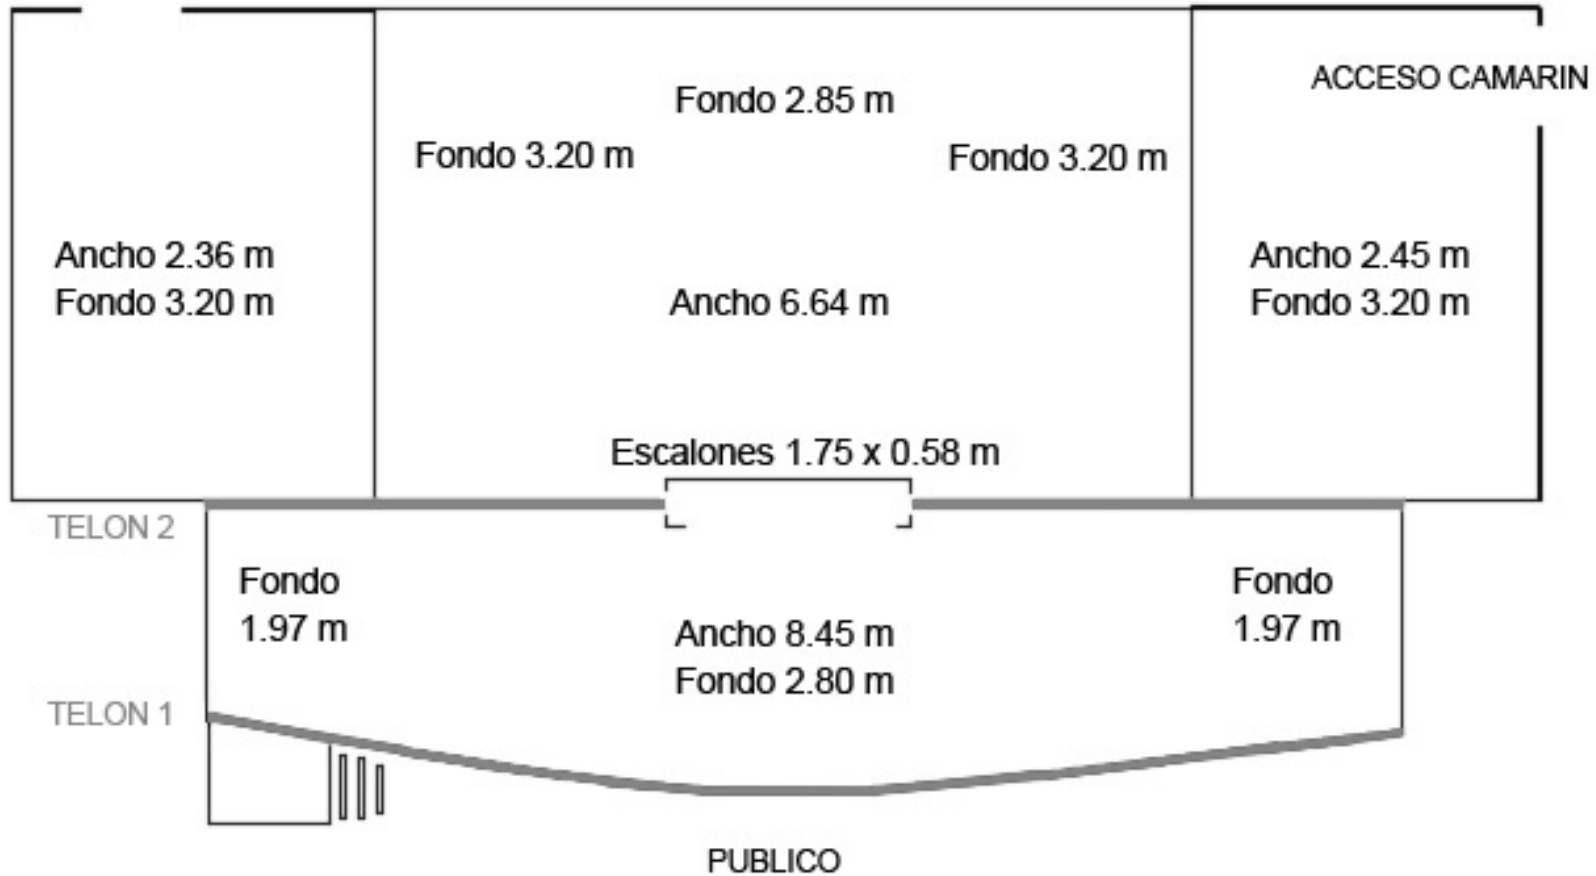 ACCESO CAMARIN
Fondo 2.85 m
Fondo 3.20 m
Fondo 3.20 m
Ancho 2.36 m
Fondo 3.20 m
Ancho 6.64 m
Ancho 2.45 m
Fondo 3.20 m
Escalones 1.75 x 0.58 m
TELON 2
Fondo
1.97 m
Ancho 8.45 m
Fondo 2.80 m
Fondo
1.97 m
TELON 1
PUBLICO